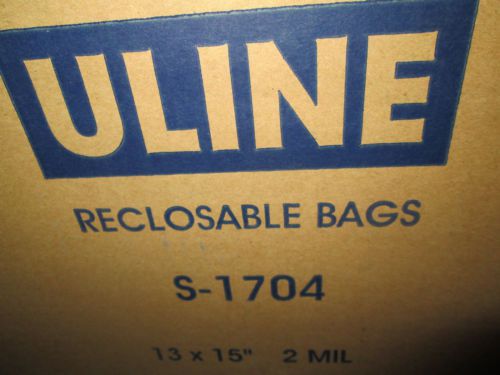 ULINE
RECLOSABLE BAGS
S-1704
13 x 15" 2 MIL